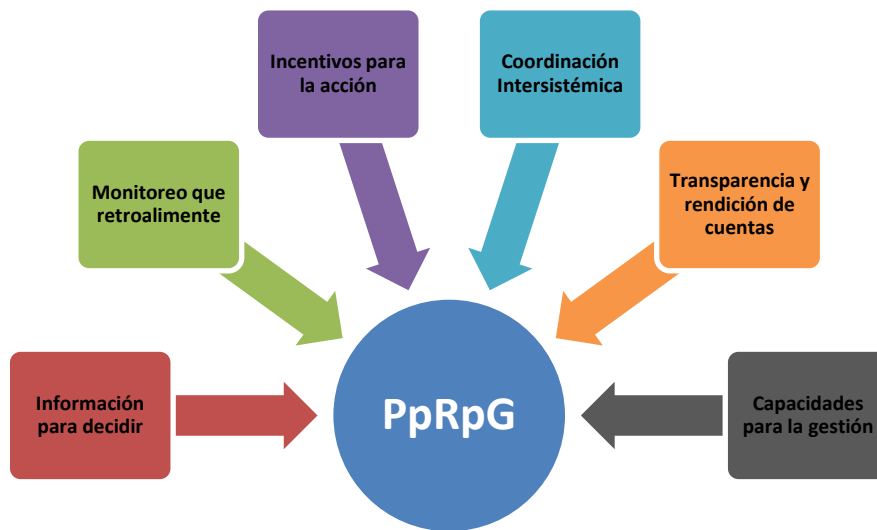 Incentivos para
la acción
Coordinación
Intersistémica
Monitoreo que
retroalimente
Transparencia y
rendición de
cuentas
Información
para decidir
PpRpG
Capacidades
para la gestión